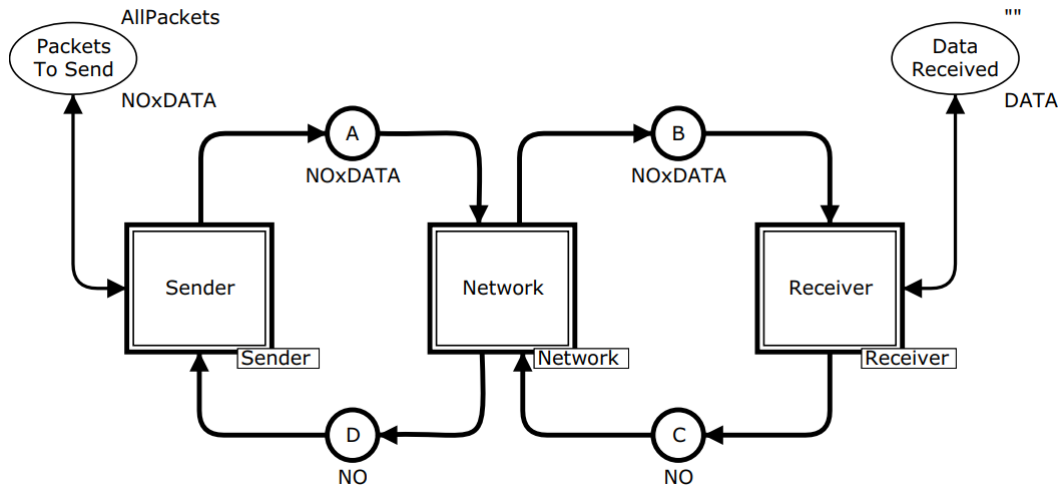 AllPackets
""
Packets
To Send
Data
Received
NOxDATA
DATA
A
B
NOxDATA
NOxDATA
Sender
Network
Receiver
Sender
Network
Receiver
D
C
NO
NO